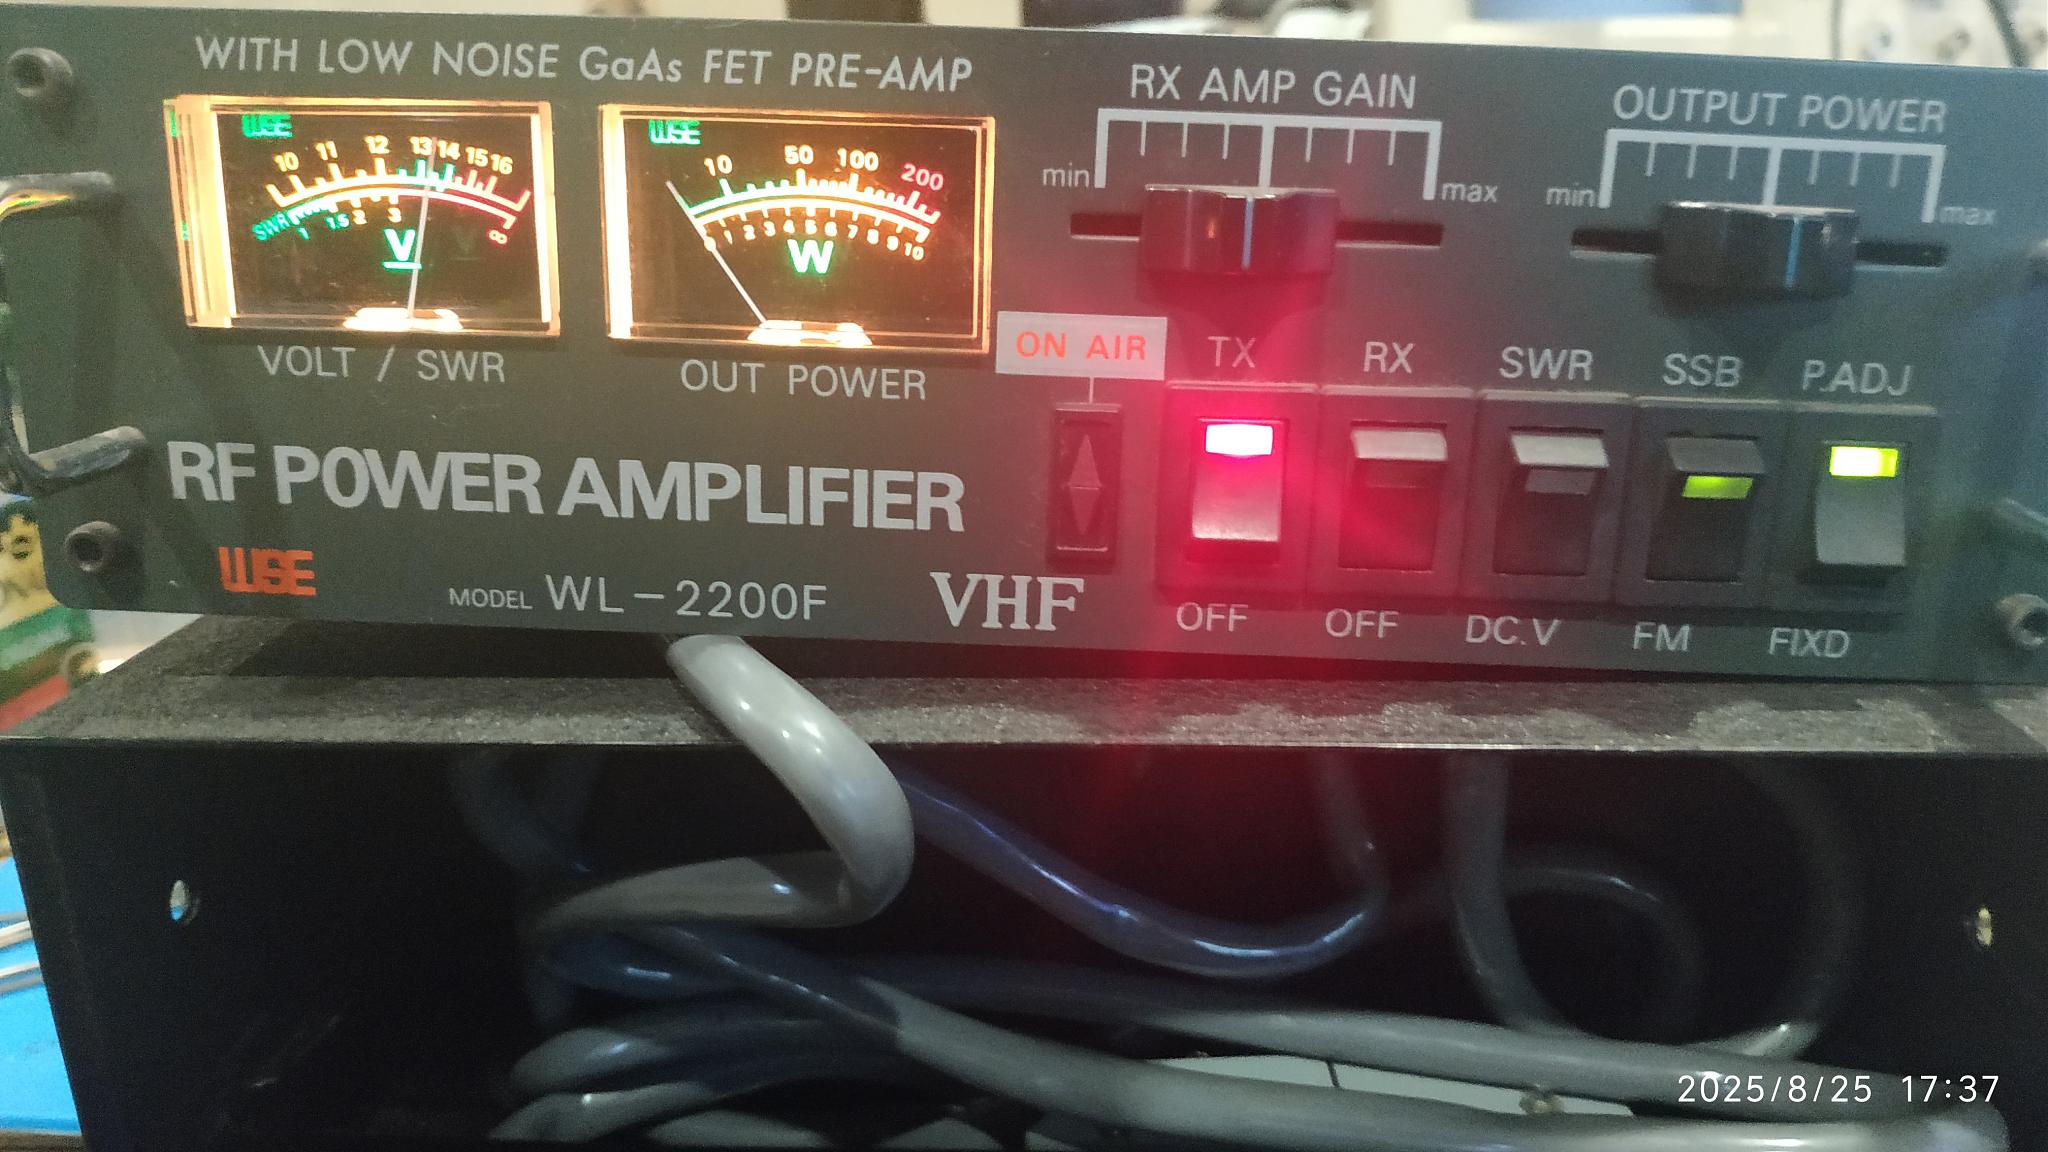 WITH LOW NOISE GaAs FET PRE-AMP
WSE
10 11 12 13 14 15 16
SWR 1 1.5 2 3 ∞
V
VOLT / SWR
WSE
10 50 100 200
0 1 2 3 4 5 6 7 8 9 10
W
OUT POWER
RX AMP GAIN
min max
OUTPUT POWER
min max
ON AIR
TX RX SWR SSB P.ADJ
OFF OFF DC.V FM FIXD
RF POWER AMPLIFIER
WSE
MODEL WL-2200F VHF
2025/8/25 17:37